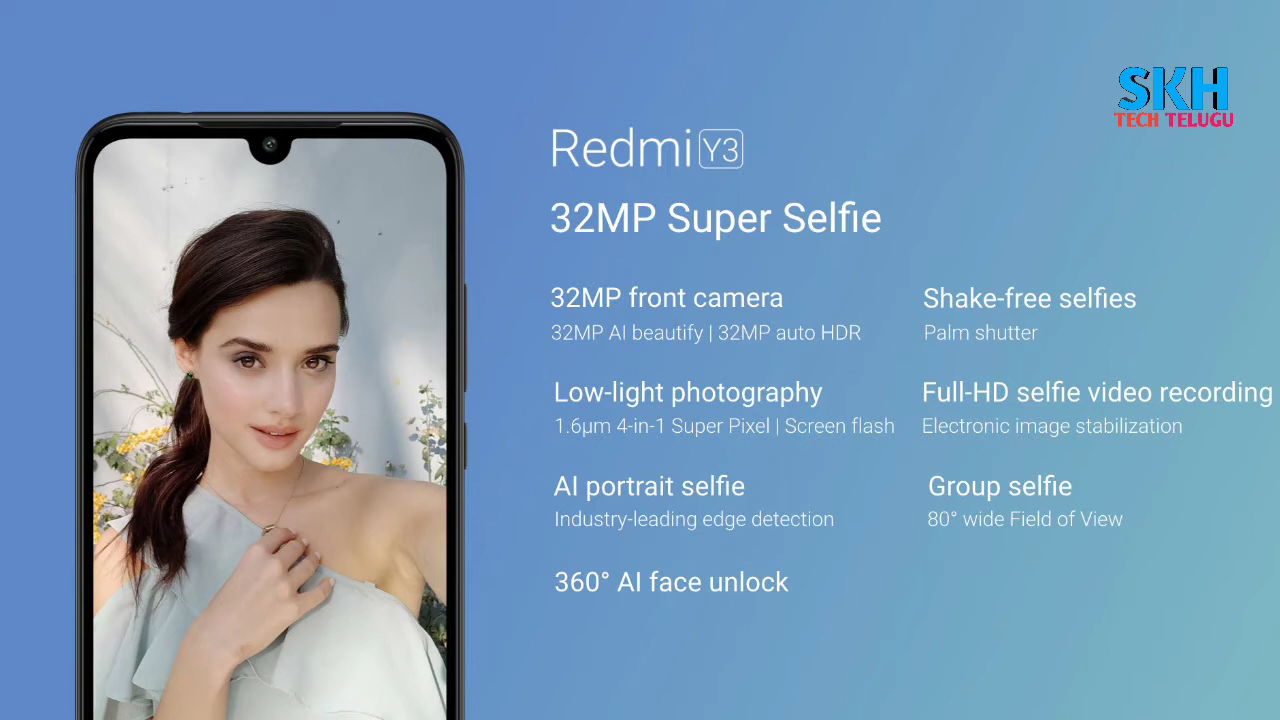 SKH
TECH TELUGU
Redmi Y3
32MP Super Selfie
32MP front camera
32MP AI beautify | 32MP auto HDR
Shake-free selfies
Palm shutter
Low-light photography
1.6μm 4-in-1 Super Pixel | Screen flash
Full-HD selfie video recording
Electronic image stabilization
AI portrait selfie
Industry-leading edge detection
Group selfie
80° wide Field of View
360° AI face unlock